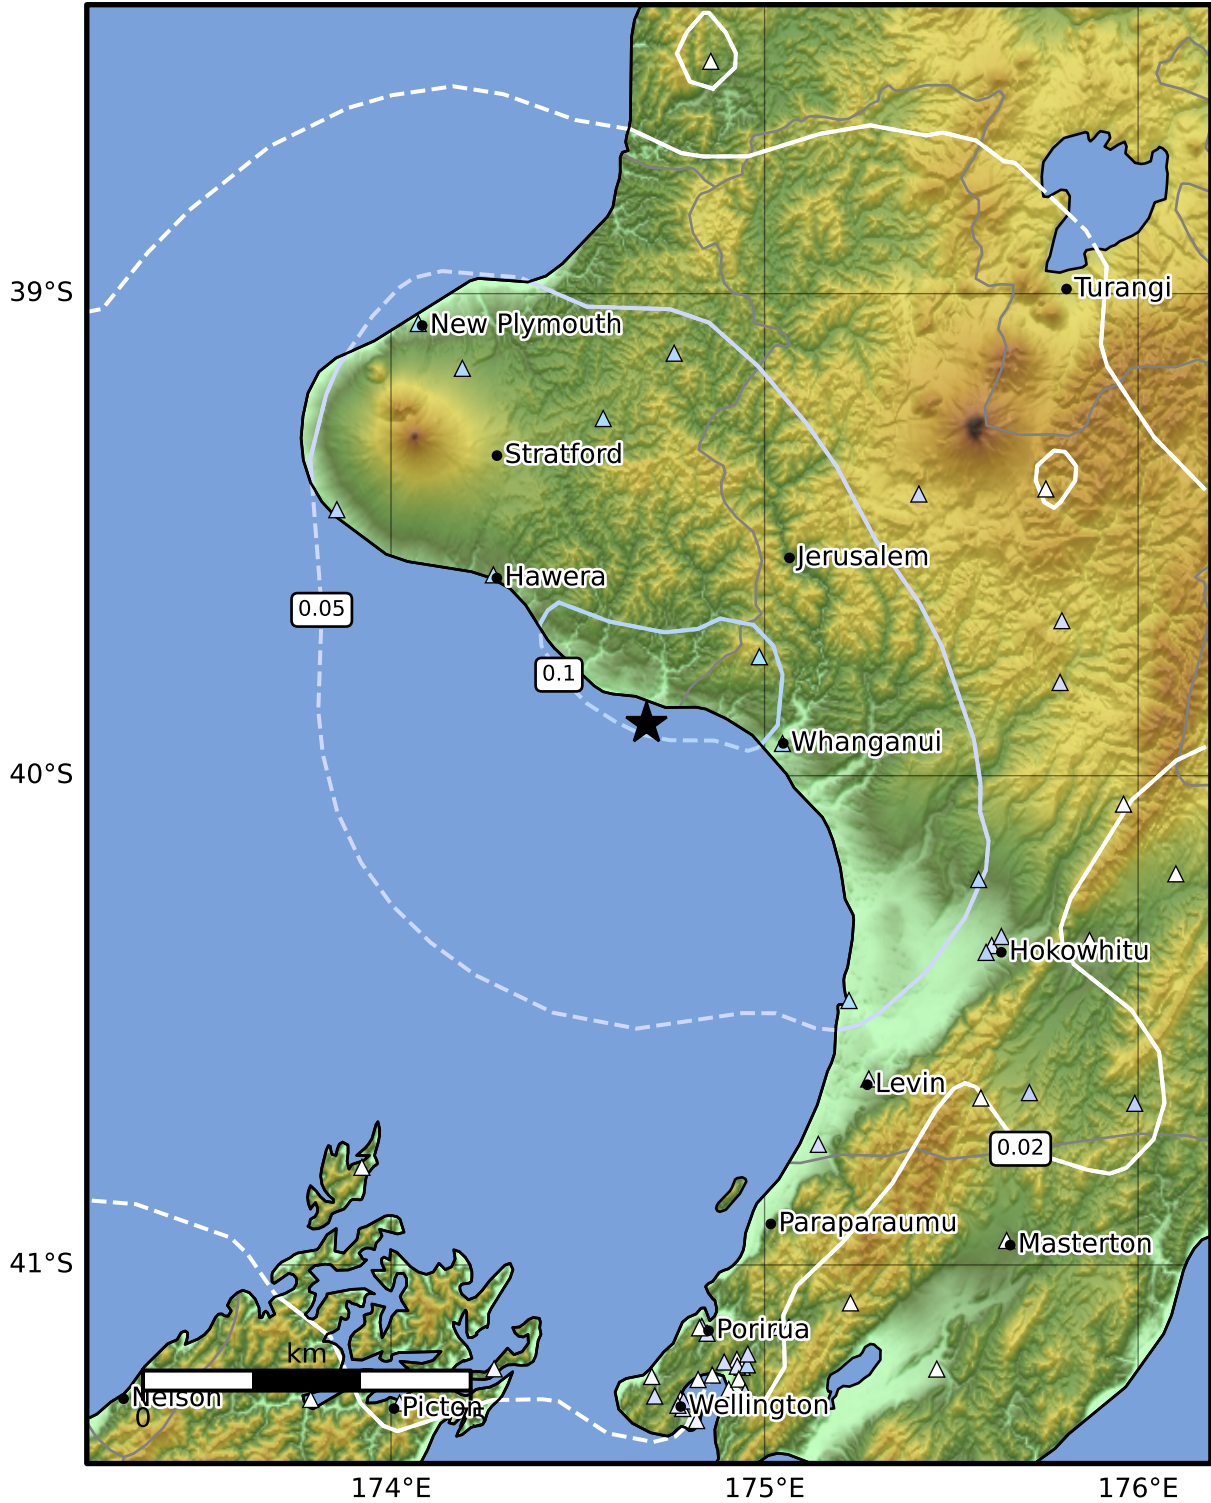 39°S
Turangi
New Plymouth
Stratford
Jerusalem
Hawera
0.05
0.1
Whanganui
40°S
Hokowhitu
Levin
0.02
Paraparaumu
Masterton
41°S
Porirua
km
Nelson
Picton
Wellington
0
174°E
175°E
176°E